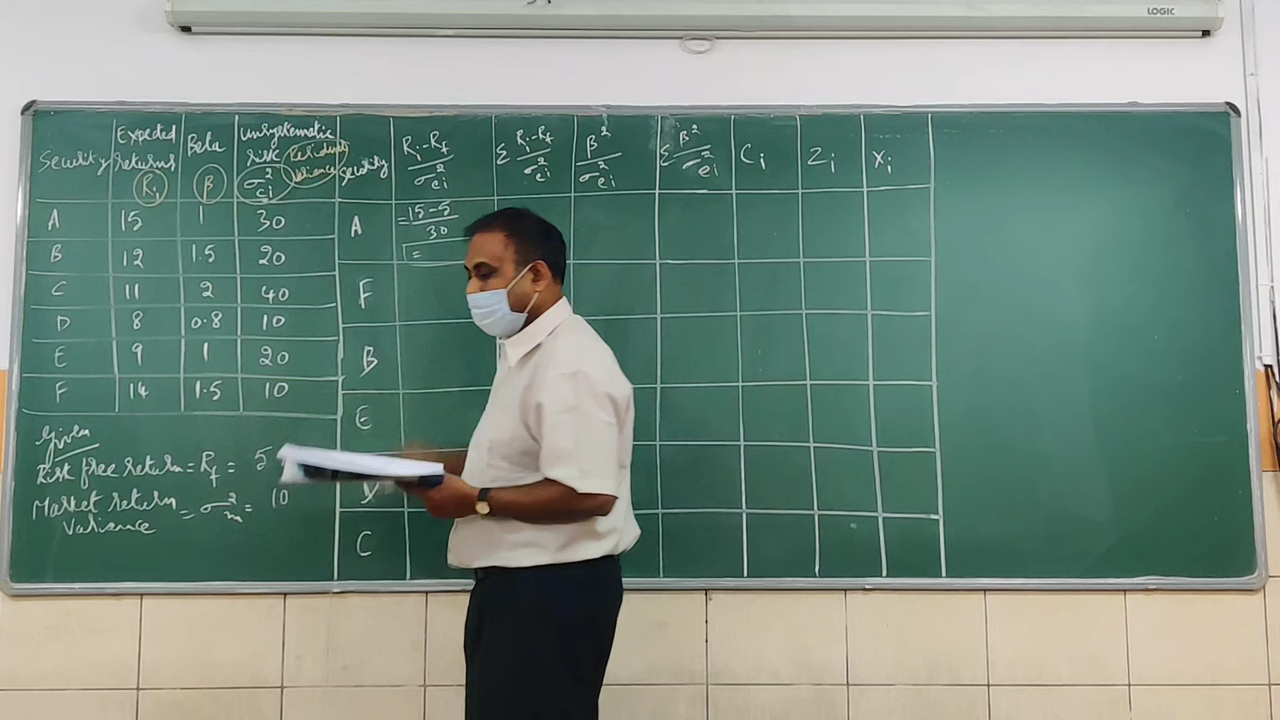 LOGIC
Security Expected returns Ri Beta β Unsystematic risk Residual Variance σ²ei
A 15 1 30
B 12 1.5 20
C 11 2 40
D 8 0.8 10
E 9 1 20
F 14 1.5 10
Given
Risk free return = Rf = 5
Market return Variance = σ²m = 10
Security Ri-Rf/σ²ei Σ Ri-Rf/σ²ei β²/σ²ei Σ β²/σ²ei Ci Zi Xi
A = 15-5/30
=
F
B
E
C